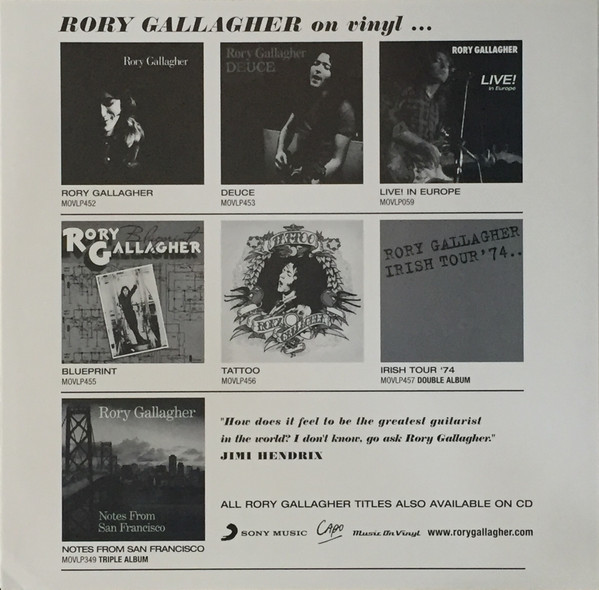 RORY GALLAGHER on vinyl ...
Rory Gallagher
RORY GALLAGHER
MOVLP452
Rory Gallagher
DEUCE
DEUCE
MOVLP453
RORY GALLAGHER
LIVE!
in Europe
LIVE! IN EUROPE
MOVLP059
Blueprint
RORY
GALLAGHER
BLUEPRINT
MOVLP455
TATTOO
RORY GALLAGHER
TATTOO
MOVLP456
RORY GALLAGHER
IRISH TOUR '74..
IRISH TOUR '74
MOVLP457 DOUBLE ALBUM
Rory Gallagher
Notes From
San Francisco
NOTES FROM SAN FRANCISCO
MOVLP349 TRIPLE ALBUM
"How does it feel to be the greatest guitarist
in the world? I don't know, go ask Rory Gallagher."
JIMI HENDRIX
ALL RORY GALLAGHER TITLES ALSO AVAILABLE ON CD
SONY MUSIC Capo Music On Vinyl www.rorygallagher.com